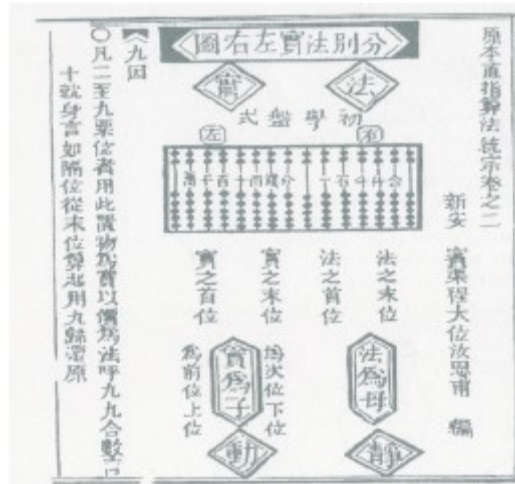 原本直指算法統宗卷之二
新安 賓渠程大位汝思甫 編
分別法實左右圖
法
實
初學盤式
右
左
法之末位
法之首位
實之末位
實之首位
法為母
實為子
為次位下位
為前位上位
靜
動
九因
〇凡二至九單位者用此置物為實以價為法呼九九合數言
十就身言如隔位從末位算起用九歸還原